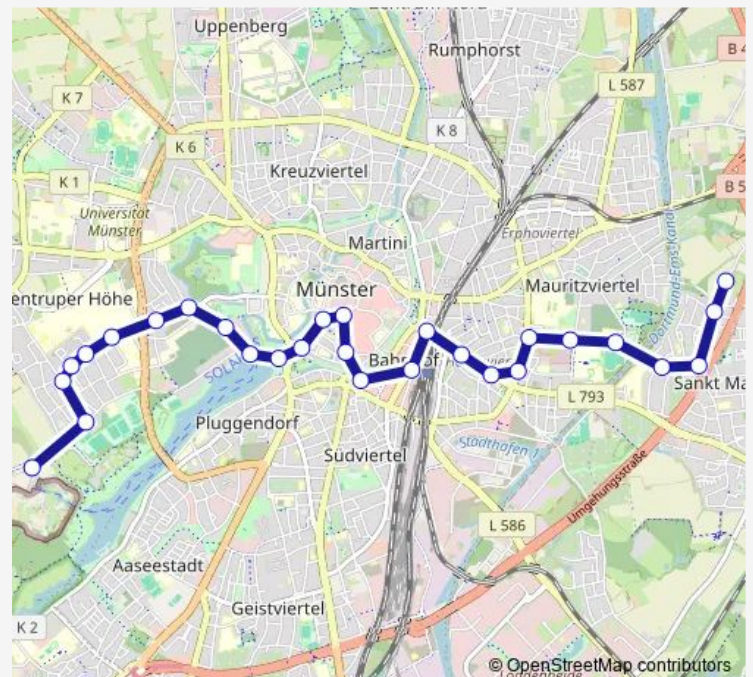 Uppenberg
Rumphorst
B 4
L 587
K 7
K 8
K 6
Kreuzviertel
K 1
B 5
Universität
Münster
Martini
Erphoviertel
Dortmund-Ems-Kanal
entruper Höhe
Münster
Mauritzviertel
SOLAARIS
Bahnhof
L 793
Sankt Ma
Pluggendorf
Stadthafen 1
Südviertel
Umgehungsstraße
L 586
Aaseestadt
Geistviertel
K 2
© OpenStreetMap contributors